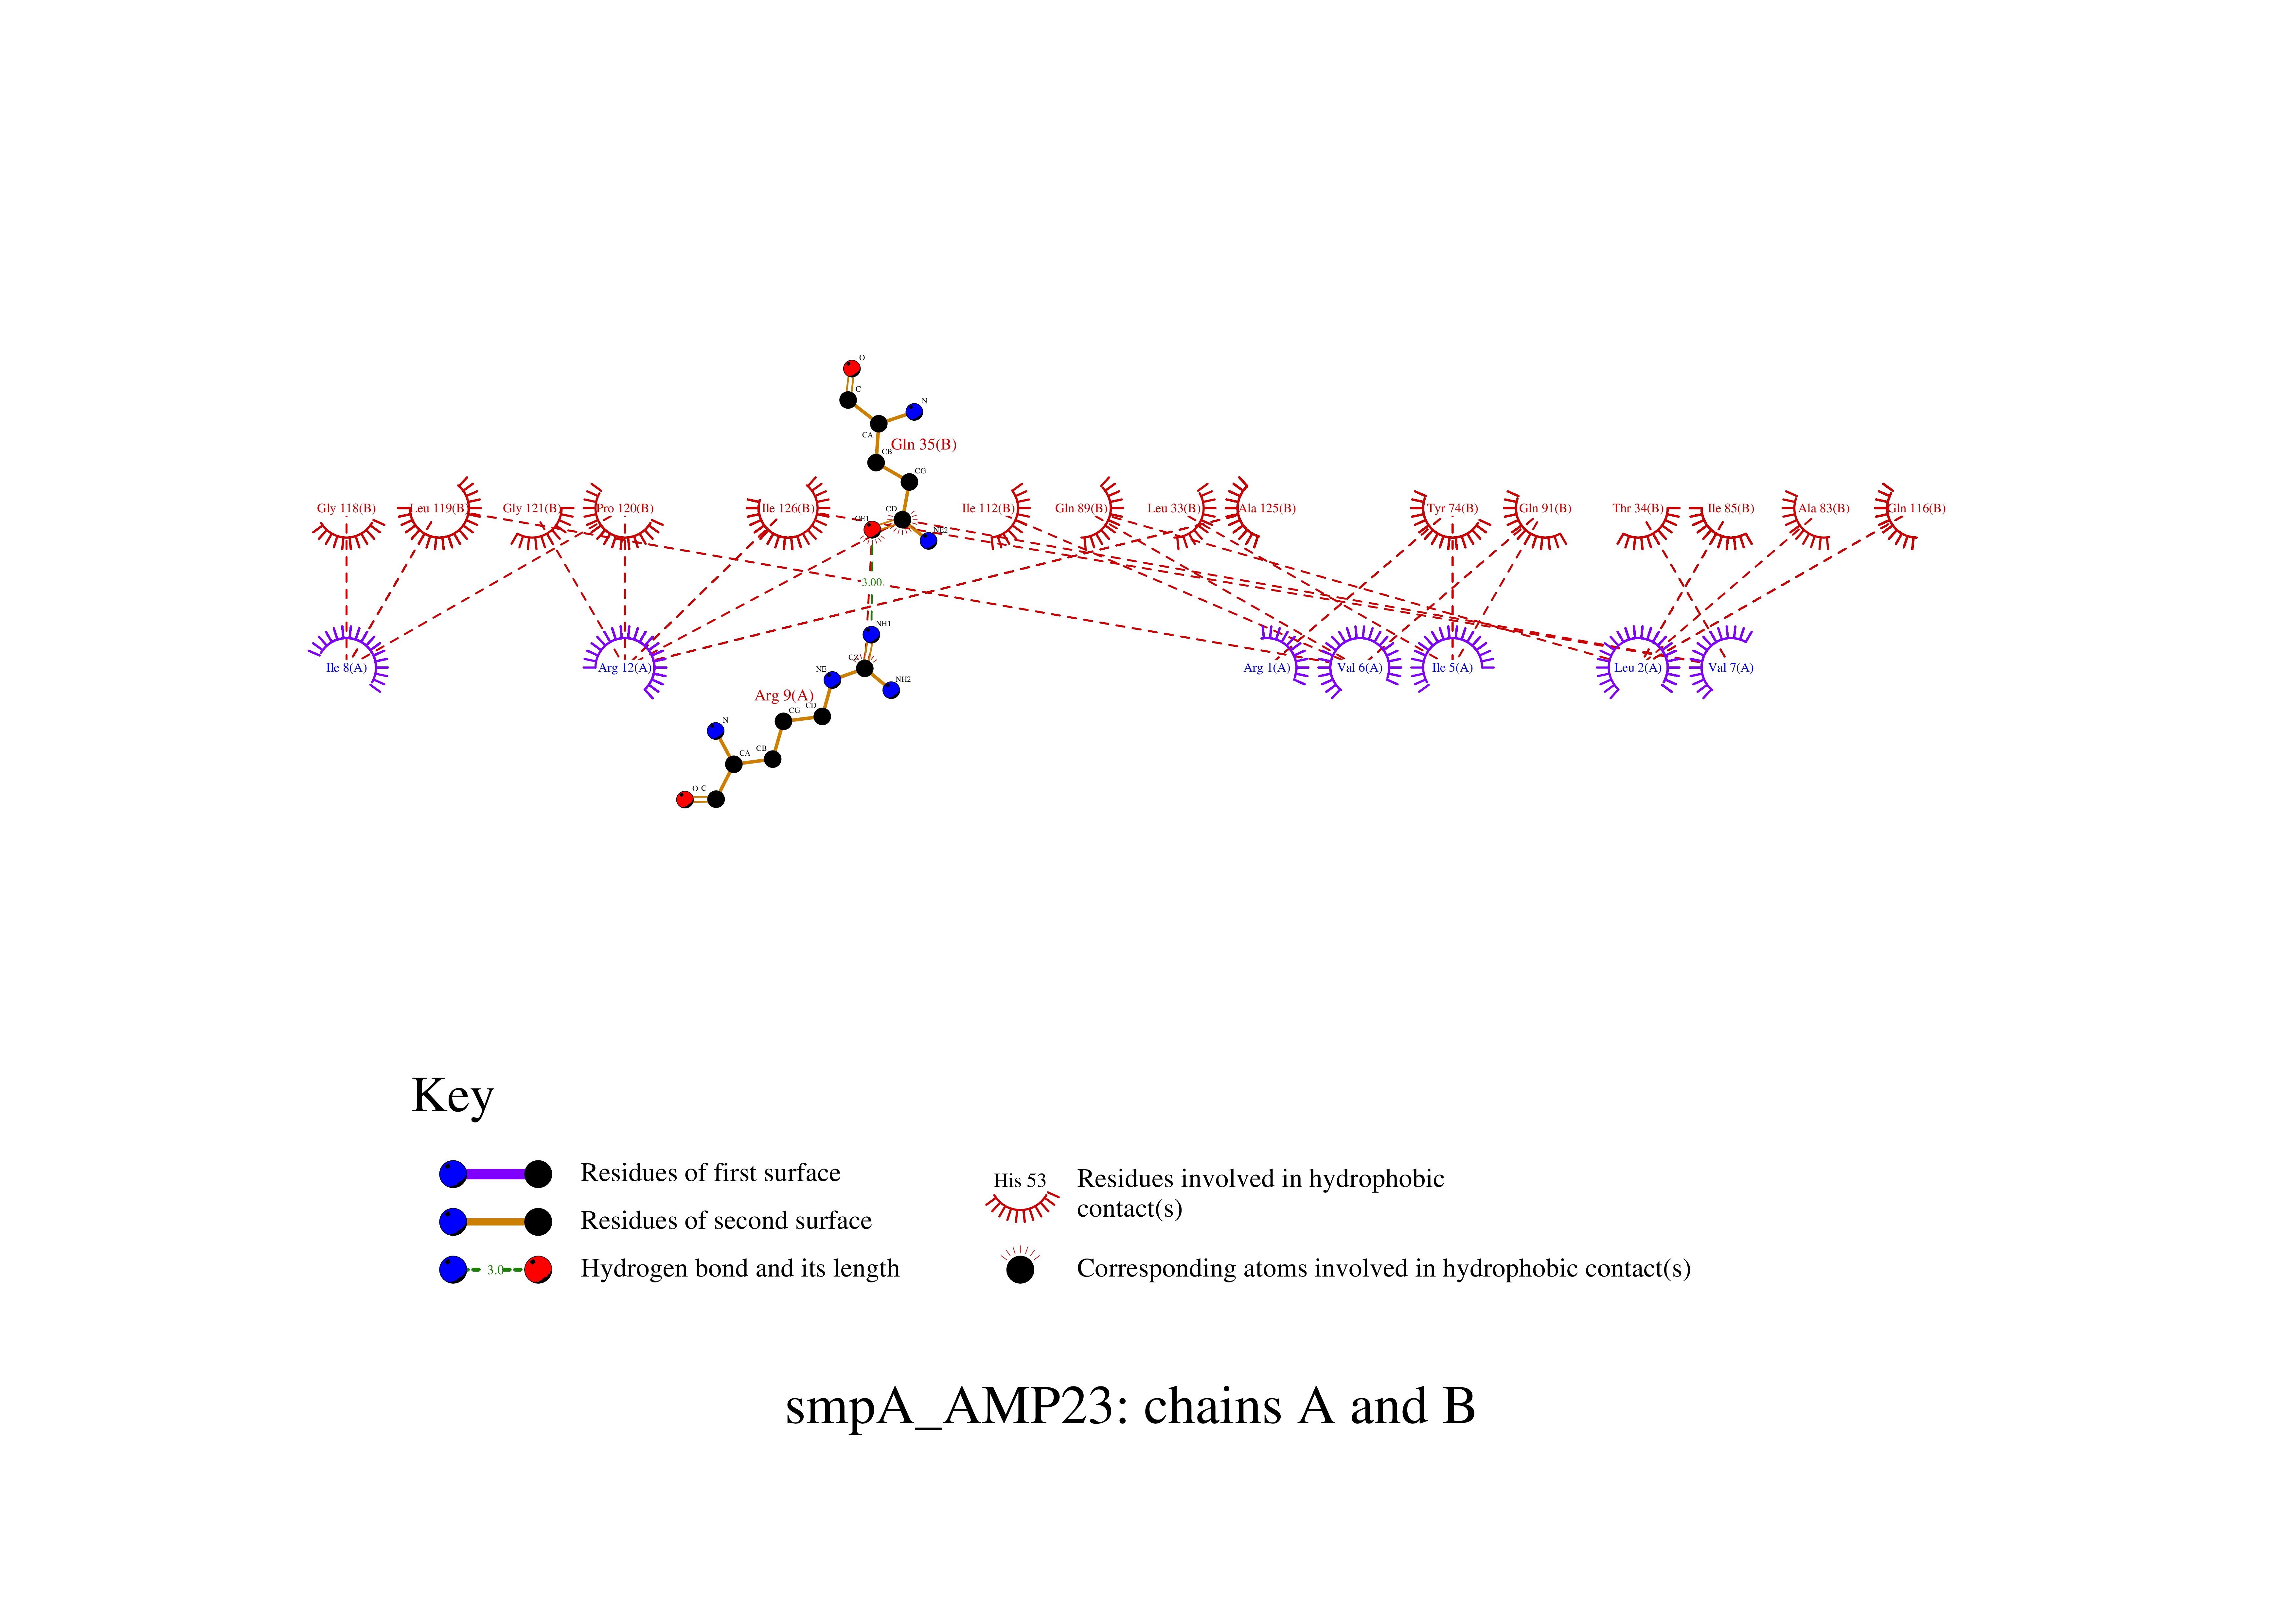 O
C
N
CA
Gln 35(B)
CB
CG
Gly 118(B) Leu 119(B) Gly 121(B) Pro 120(B) Ile 126(B) CD Ile 112(B) Gln 89(B) Leu 33(B) Ala 125(B) Tyr 74(B) Gln 91(B) Thr 34(B) Ile 85(B) Ala 83(B) Gln 116(B)
OE1
NE2
3.00
NH1
CZ
Ile 8(A) Arg 12(A) NE Arg 1(A) Val 6(A) Ile 5(A) Leu 2(A) Val 7(A)
NH2
Arg 9(A)
CG CD
N
CA CB
O C
Key
Residues of first surface
Residues of second surface
3.0 Hydrogen bond and its length
His 53 Residues involved in hydrophobic
contact(s)
Corresponding atoms involved in hydrophobic contact(s)
smpA_AMP23: chains A and B